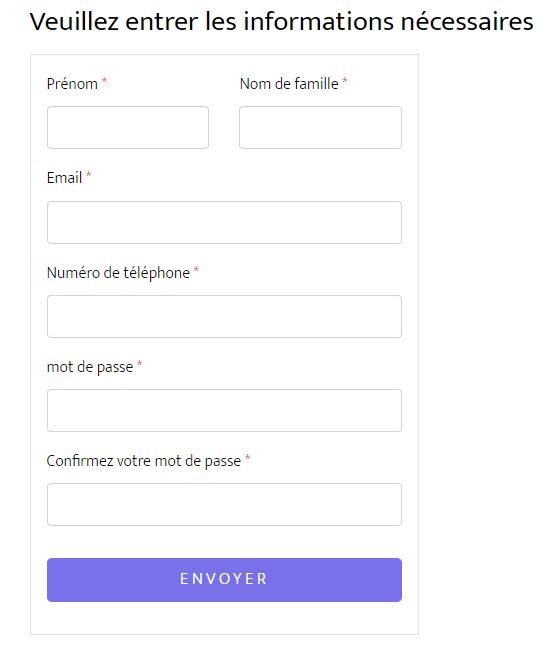 Veuillez entrer les informations nécessaires
Prénom * Nom de famille *
Email *
Numéro de téléphone *
mot de passe *
Confirmez votre mot de passe *
ENVOYER